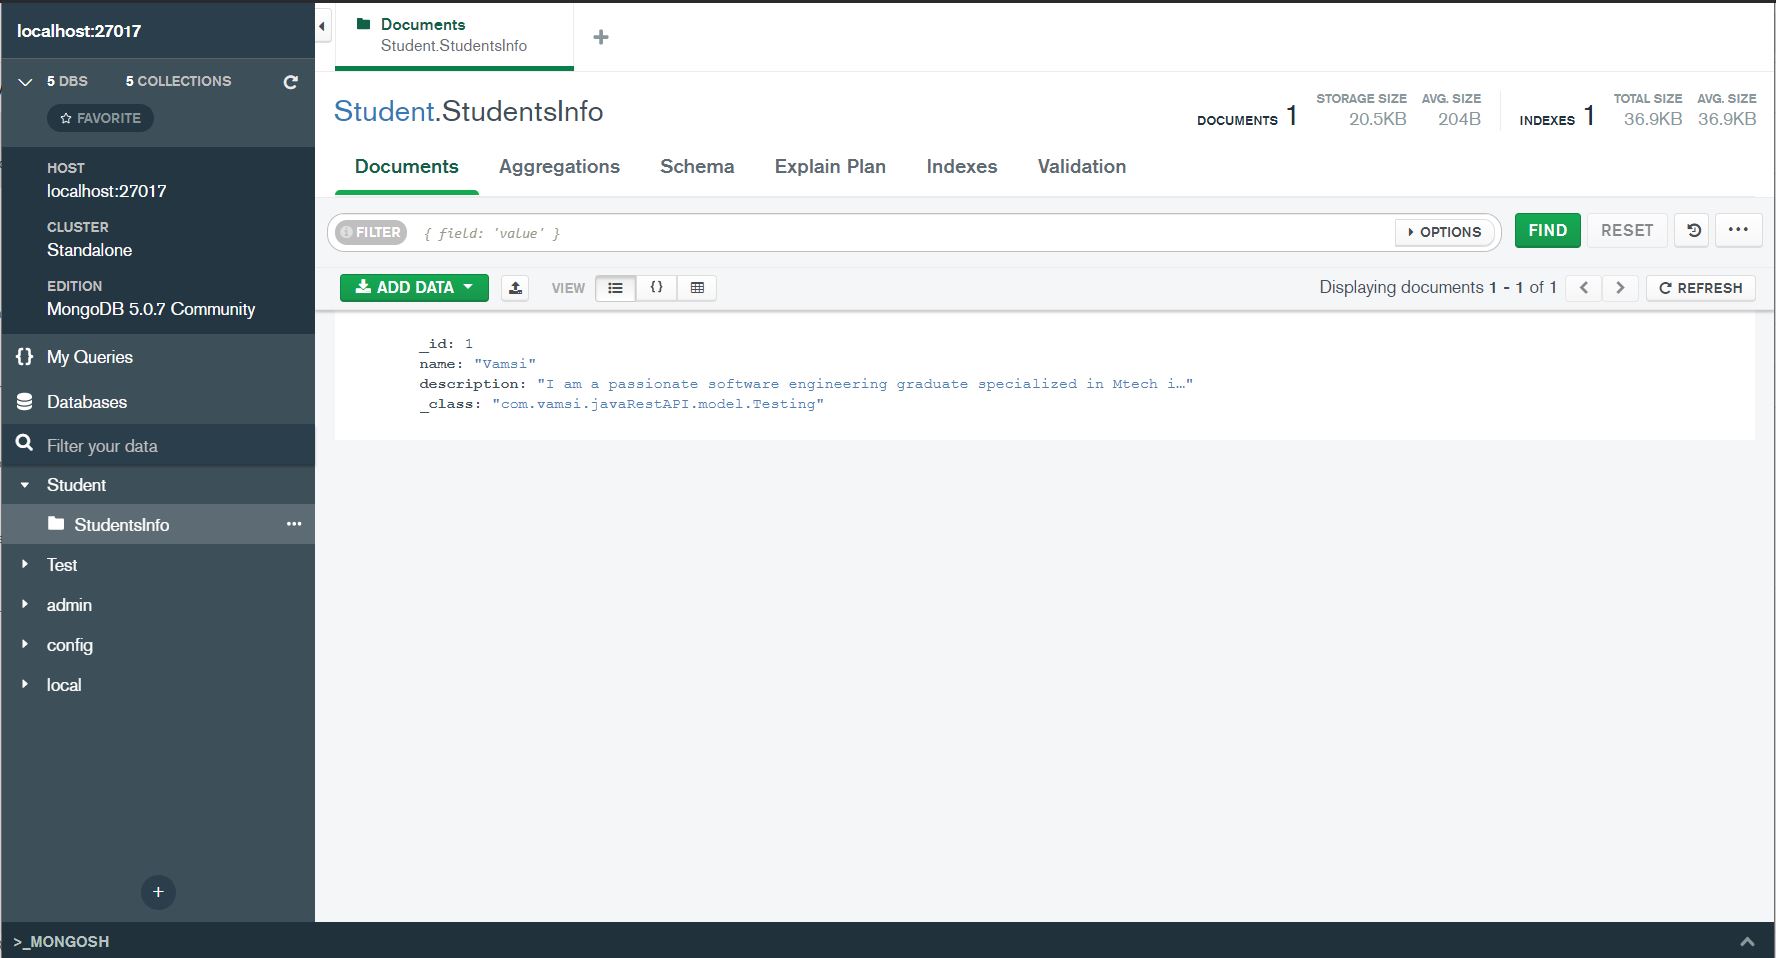 localhost:27017
5 DBS 5 COLLECTIONS
FAVORITE
HOST
localhost:27017
CLUSTER
Standalone
EDITION
MongoDB 5.0.7 Community
{} My Queries
Databases
Filter your data
Student
StudentsInfo ...
Test
admin
config
local
+
>_MONGOSH
Documents
Student.StudentsInfo
+
Student.StudentsInfo
DOCUMENTS 1
STORAGE SIZE AVG. SIZE
20.5KB 204B
INDEXES 1
TOTAL SIZE AVG. SIZE
36.9KB 36.9KB
Documents Aggregations Schema Explain Plan Indexes Validation
FILTER { field: 'value' } OPTIONS FIND RESET ...
ADD DATA VIEW {} Displaying documents 1 - 1 of 1 < > REFRESH
_id: 1
name: "Vamsi"
description: "I am a passionate software engineering graduate specialized in Mtech i…"
_class: "com.vamsi.javaRestAPI.model.Testing"